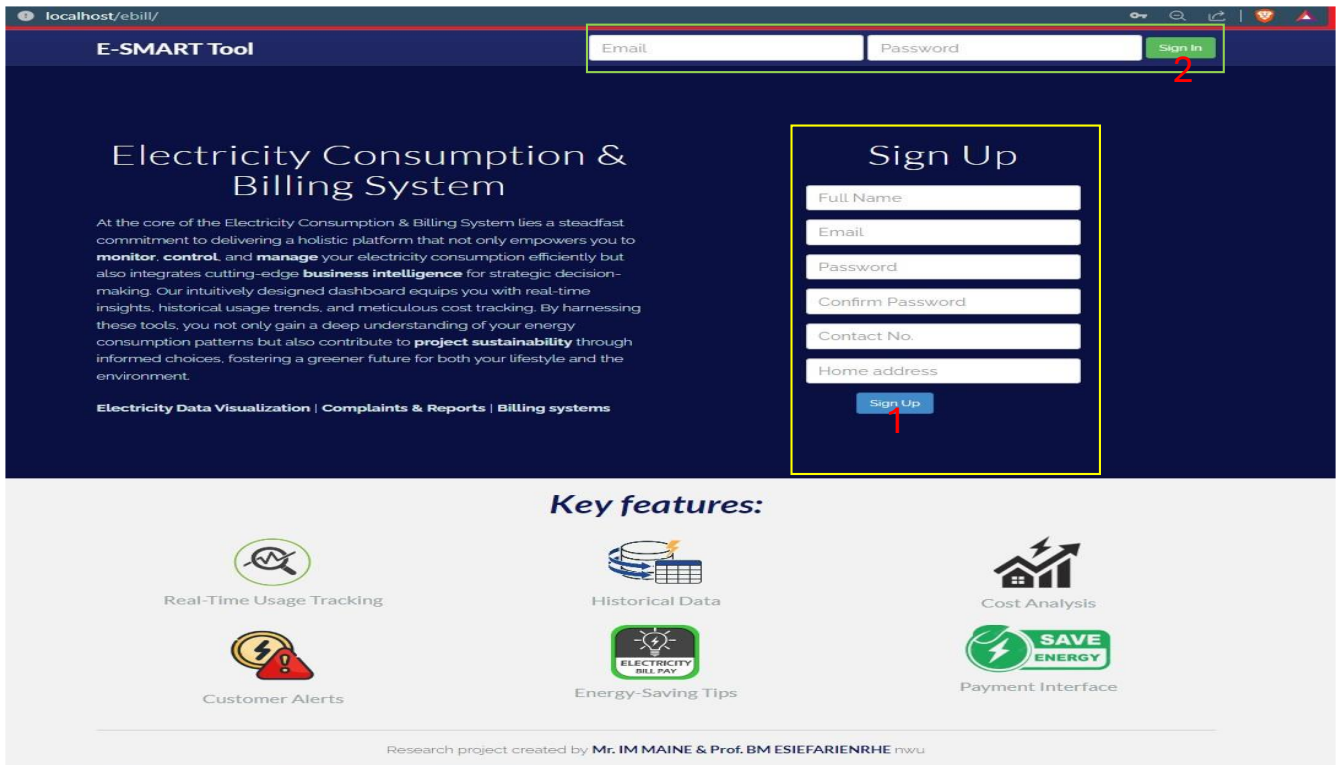 localhost/ebill/
E-SMART Tool
Email
Password
Sign In
2
Electricity Consumption &
Billing System
At the core of the Electricity Consumption & Billing System lies a steadfast
commitment to delivering a holistic platform that not only empowers you to
monitor, control, and manage your electricity consumption efficiently but
also integrates cutting-edge business intelligence for strategic decision-
making. Our intuitively designed dashboard equips you with real-time
insights, historical usage trends, and meticulous cost tracking. By harnessing
these tools, you not only gain a deep understanding of your energy
consumption patterns but also contribute to project sustainability through
informed choices, fostering a greener future for both your lifestyle and the
environment.
Electricity Data Visualization | Complaints & Reports | Billing systems
Sign Up
Full Name
Email
Password
Confirm Password
Contact No.
Home address
Sign Up
1
Key features:
Real-Time Usage Tracking
Historical Data
Cost Analysis
ELECTRICITY
BILL PAY
SAVE
ENERGY
Customer Alerts
Energy-Saving Tips
Payment Interface
Research project created by Mr. IM MAINE & Prof. BM ESIEFARIENRHE nwu